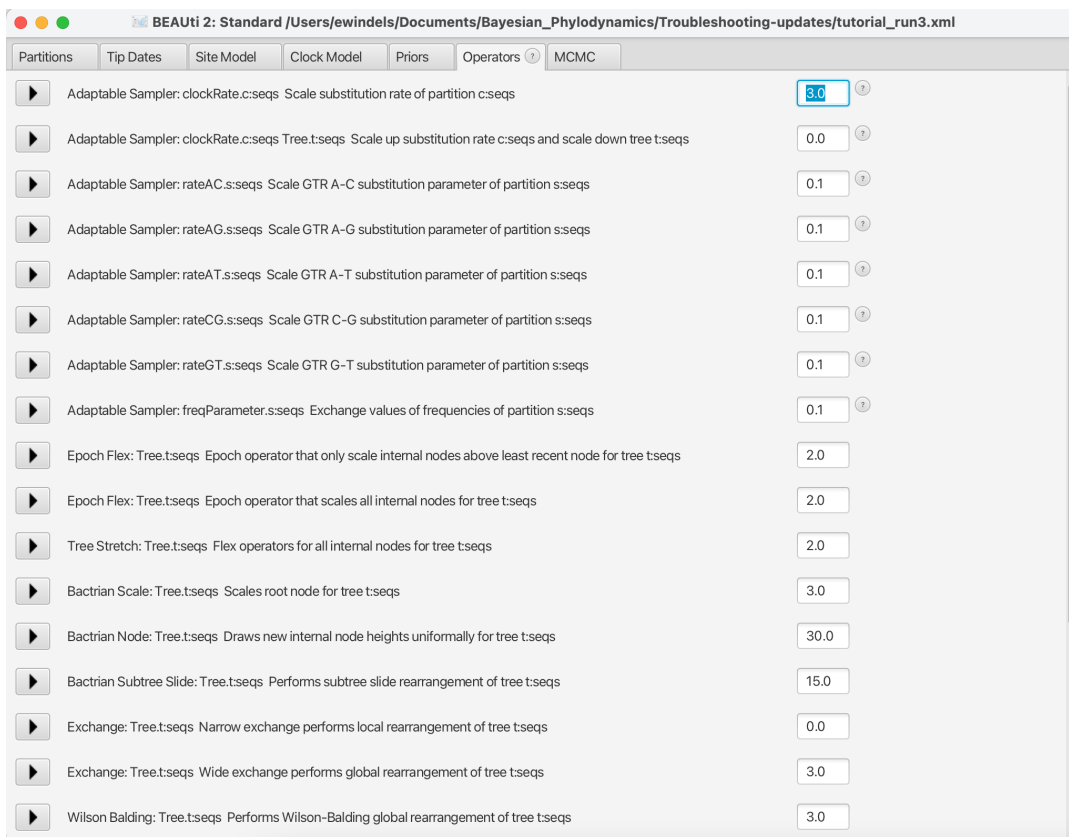 BEAUti 2: Standard /Users/ewindels/Documents/Bayesian_Phylodynamics/Troubleshooting-updates/tutorial_run3.xml
Partitions Tip Dates Site Model Clock Model Priors Operators ? MCMC
Adaptable Sampler: clockRate.c:seqs Scale substitution rate of partition c:seqs 3.0 ?
Adaptable Sampler: clockRate.c:seqs Tree.t:seqs Scale up substitution rate c:seqs and scale down tree t:seqs 0.0 ?
Adaptable Sampler: rateAC.s:seqs Scale GTR A-C substitution parameter of partition s:seqs 0.1 ?
Adaptable Sampler: rateAG.s:seqs Scale GTR A-G substitution parameter of partition s:seqs 0.1 ?
Adaptable Sampler: rateAT.s:seqs Scale GTR A-T substitution parameter of partition s:seqs 0.1 ?
Adaptable Sampler: rateCG.s:seqs Scale GTR C-G substitution parameter of partition s:seqs 0.1 ?
Adaptable Sampler: rateGT.s:seqs Scale GTR G-T substitution parameter of partition s:seqs 0.1 ?
Adaptable Sampler: freqParameter.s:seqs Exchange values of frequencies of partition s:seqs 0.1 ?
Epoch Flex: Tree.t:seqs Epoch operator that only scale internal nodes above least recent node for tree t:seqs 2.0
Epoch Flex: Tree.t:seqs Epoch operator that scales all internal nodes for tree t:seqs 2.0
Tree Stretch: Tree.t:seqs Flex operators for all internal nodes for tree t:seqs 2.0
Bactrian Scale: Tree.t:seqs Scales root node for tree t:seqs 3.0
Bactrian Node: Tree.t:seqs Draws new internal node heights uniformally for tree t:seqs 30.0
Bactrian Subtree Slide: Tree.t:seqs Performs subtree slide rearrangement of tree t:seqs 15.0
Exchange: Tree.t:seqs Narrow exchange performs local rearrangement of tree t:seqs 0.0
Exchange: Tree.t:seqs Wide exchange performs global rearrangement of tree t:seqs 3.0
Wilson Balding: Tree.t:seqs Performs Wilson-Balding global rearrangement of tree t:seqs 3.0